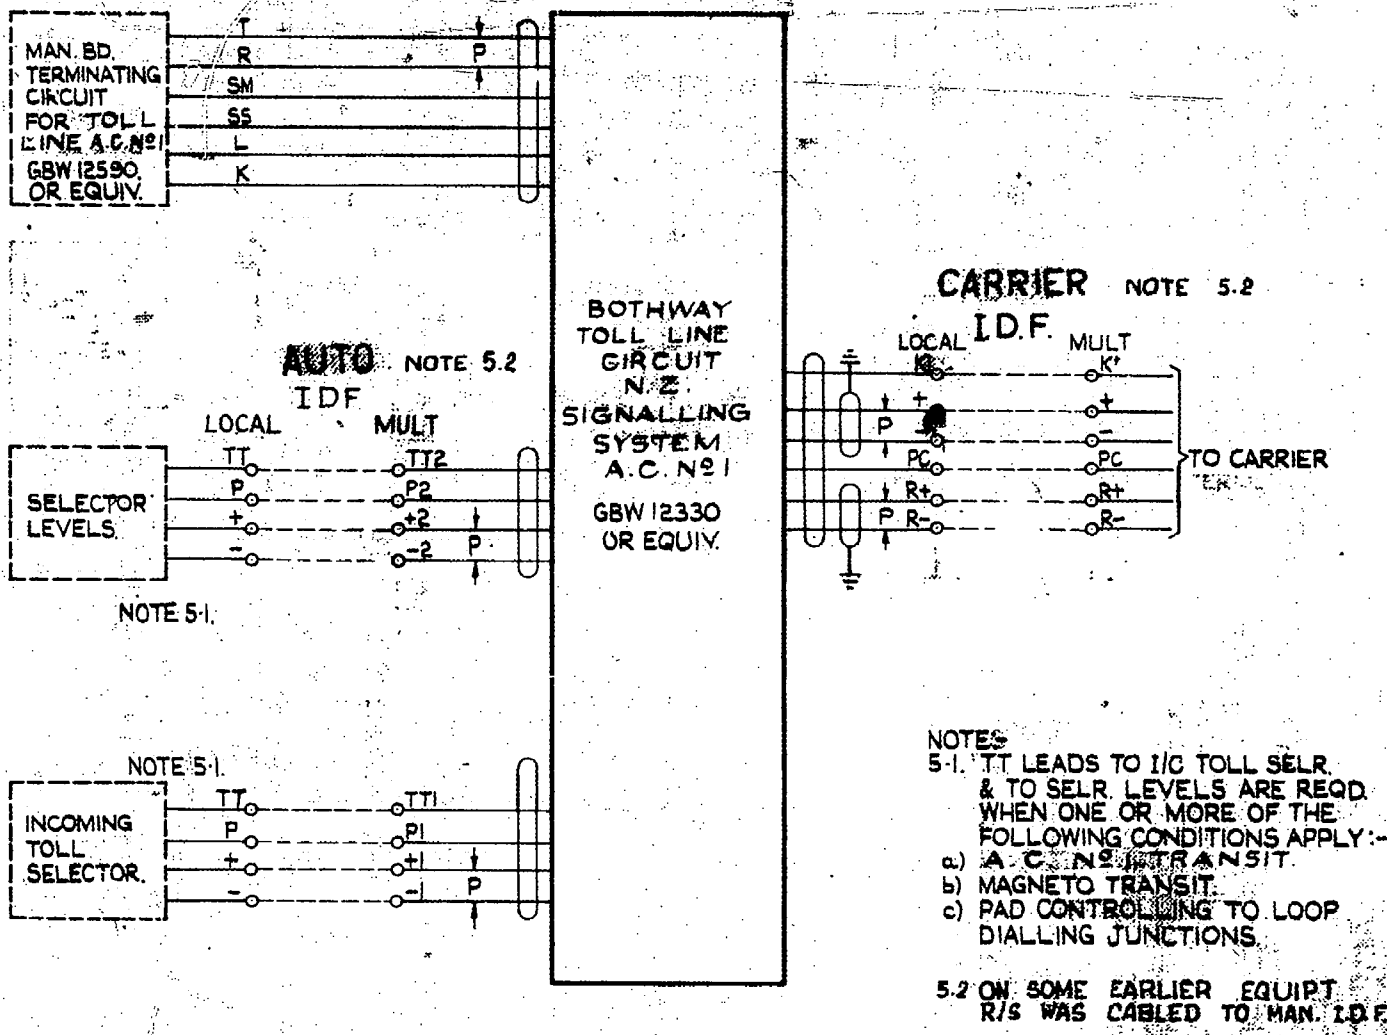 MAN. BD.
TERMINATING
CIRCUIT
FOR TOLL
LINE A.C. Nº1
GBW 12590.
OR EQUIV.
T
R
SM
SS
L
K
P
BOTHWAY
TOLL LINE
CIRCUIT
N.Z.
SIGNALLING
SYSTEM
A.C. Nº1
GBW 12330
OR EQUIV.
AUTO NOTE 5.2
IDF
LOCAL MULT
TT TT2
P P2
+ +2
- -2
P
SELECTOR
LEVELS.
NOTE 5·1.
CARRIER NOTE 5.2
I.D.F.
LOCAL MULT
K+
+ +
- -
PC PC
R+ R+
R- R-
P
P
TO CARRIER
NOTE 5·1.
INCOMING
TOLL
SELECTOR.
TT TT1
P P1
+ +1
- -1
P
NOTES
5·1. TT LEADS TO I/C TOLL SELR.
& TO SELR. LEVELS ARE REQD.
WHEN ONE OR MORE OF THE
FOLLOWING CONDITIONS APPLY:-
a) A.C. Nº1 TRANSIT.
b) MAGNETO TRANSIT.
c) PAD CONTROLLING TO LOOP
DIALLING JUNCTIONS.
5.2 ON SOME EARLIER EQUIPT
R/S WAS CABLED TO MAN. I.D.F.